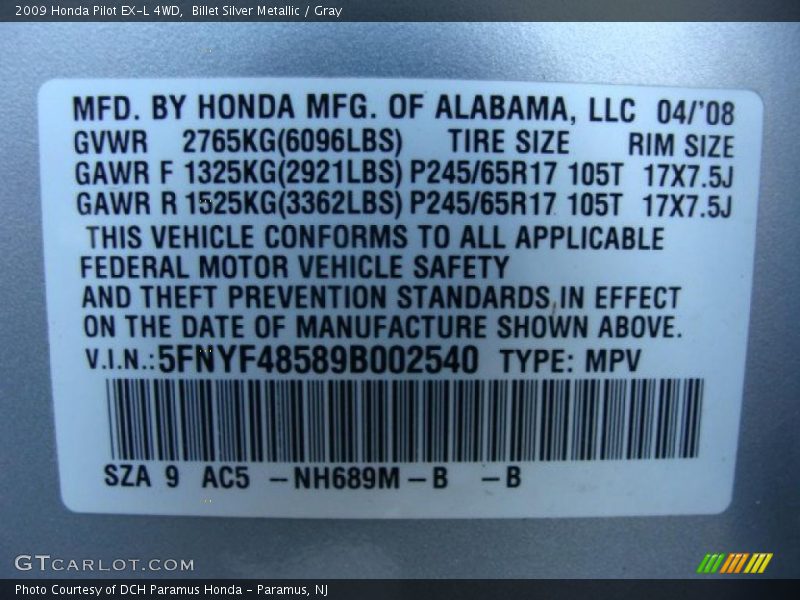 2009 Honda Pilot EX-L 4WD,  Billet Silver Metallic / Gray
MFD. BY HONDA MFG. OF ALABAMA, LLC 04/'08
GVWR 2765KG(6096LBS) TIRE SIZE RIM SIZE
GAWR F 1325KG(2921LBS) P245/65R17 105T 17X7.5J
GAWR R 1525KG(3362LBS) P245/65R17 105T 17X7.5J
THIS VEHICLE CONFORMS TO ALL APPLICABLE
FEDERAL MOTOR VEHICLE SAFETY
AND THEFT PREVENTION STANDARDS IN EFFECT
ON THE DATE OF MANUFACTURE SHOWN ABOVE.
V.I.N.:5FNYF48589B002540 TYPE: MPV
SZA 9 AC5 -NH689M-B -B
GTCARLOT.COM
Photo Courtesy of DCH Paramus Honda - Paramus, NJ